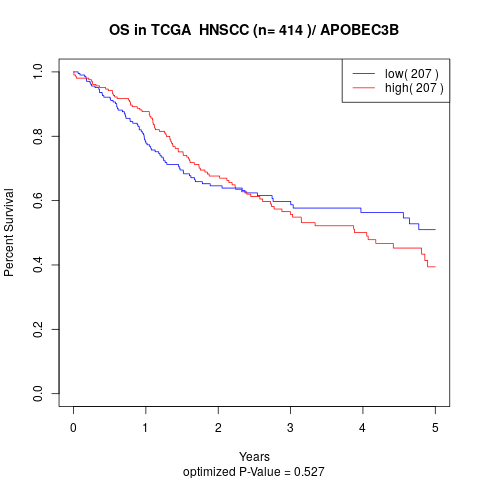 OS in TCGA  HNSCC (n= 414 )/ APOBEC3B
low( 207 )
high( 207 )
Percent Survival
1.0
0.8
0.6
0.4
0.2
0.0
0 1 2 3 4 5
Years
optimized P-Value = 0.527